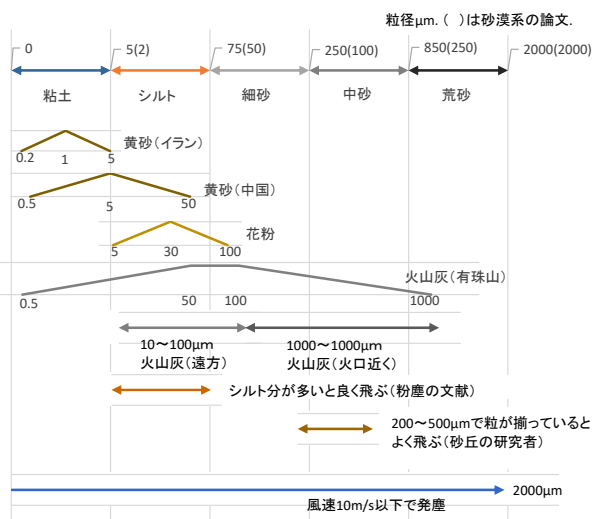 粒径μm. ( )は砂漠系の論文.
0 5(2) 75(50) 250(100) 850(250) 2000(2000)
粘土 シルト 細砂 中砂 荒砂
黄砂(イラン)
0.2 1 5
黄砂(中国)
0.5 5 50
花粉
5 30 100
火山灰(有珠山)
0.5 50 100 1000
10～100μm
火山灰(遠方)
1000～1000μm
火山灰(火口近く)
シルト分が多いと良く飛ぶ(粉塵の文献)
200～500μmで粒が揃っていると
よく飛ぶ(砂丘の研究者)
2000μm
風速10m/s以下で発塵